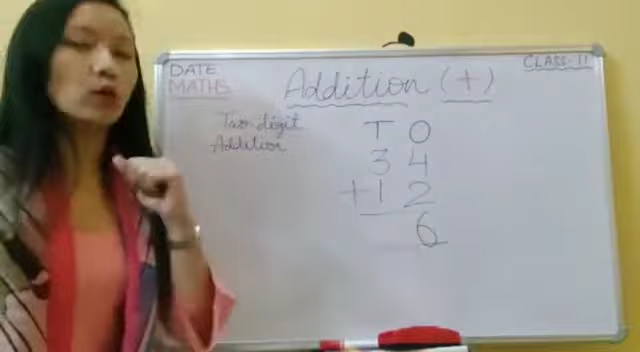 DATE
MATHS
CLASS-II
Addition (+)
Two digit
Addition
T O
3 4
+ 1 2
6